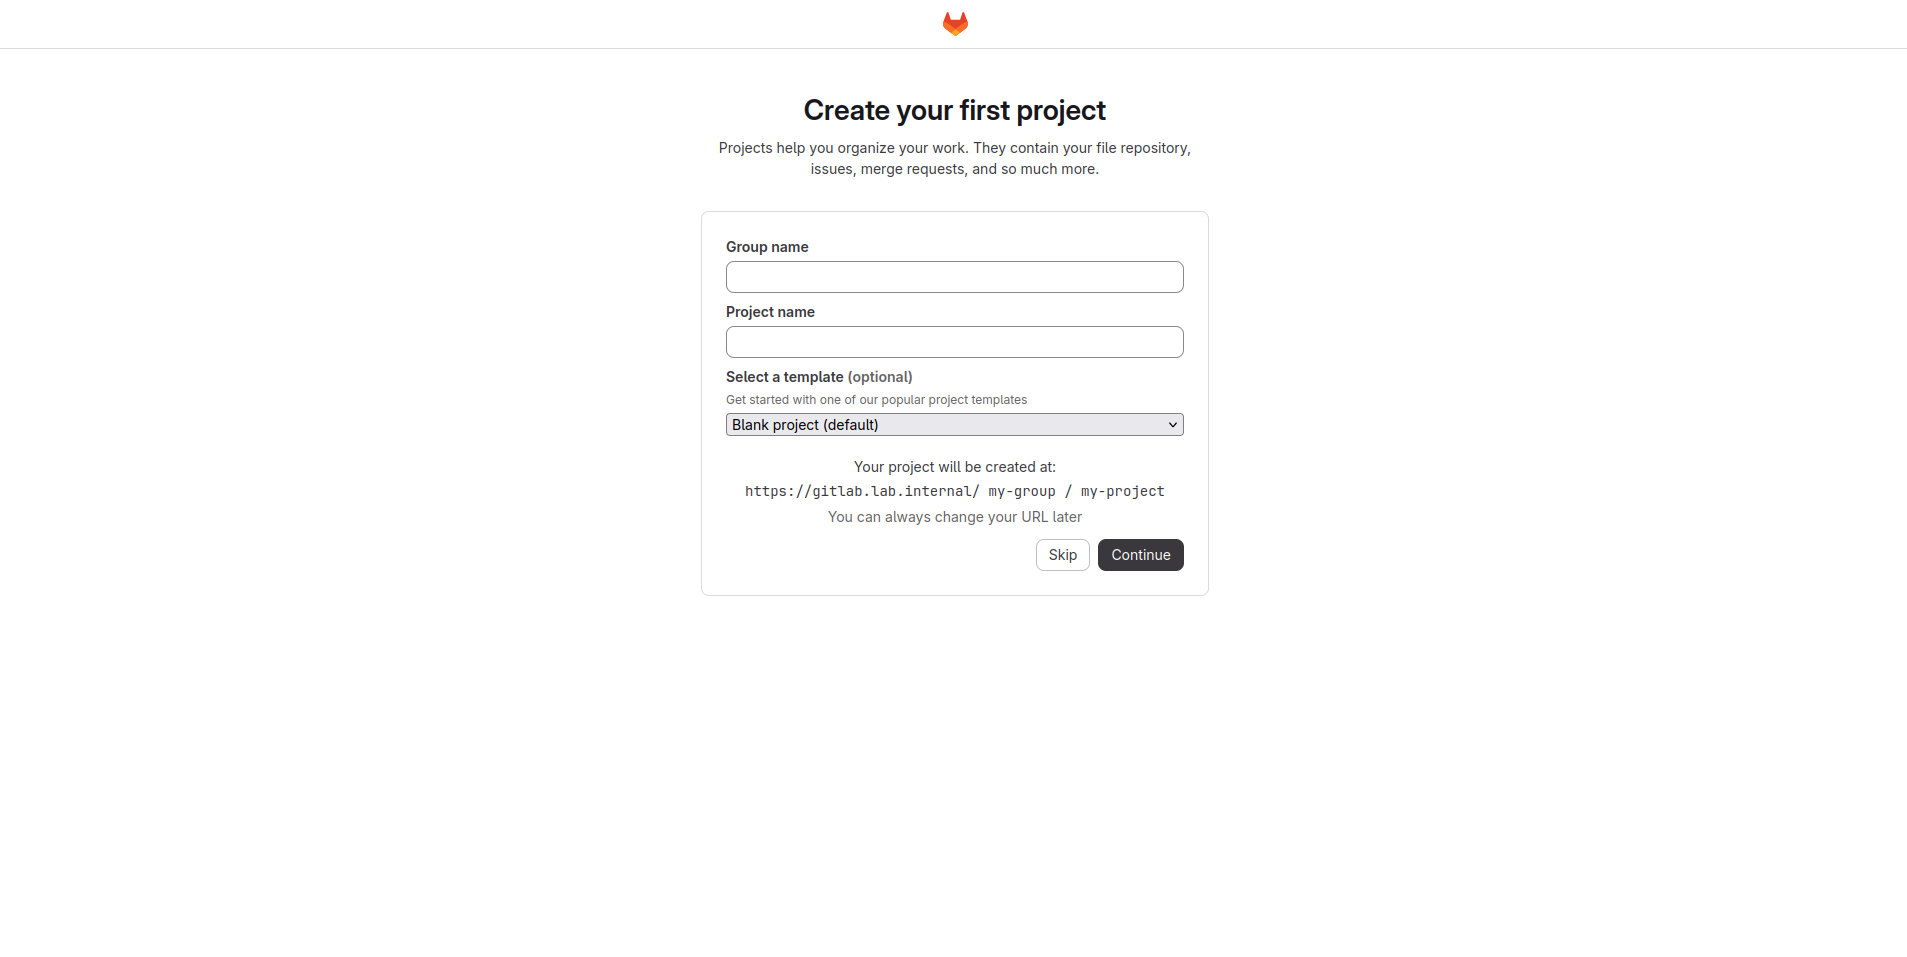 Create your first project
Projects help you organize your work. They contain your file repository,
issues, merge requests, and so much more.
Group name
Project name
Select a template (optional)
Get started with one of our popular project templates
Blank project (default)
Your project will be created at:
https://gitlab.lab.internal/ my-group / my-project
You can always change your URL later
Skip Continue